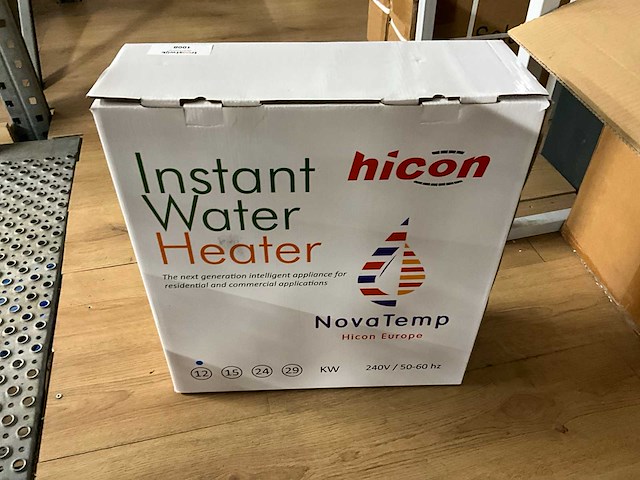 1008
Instant
Water
Heater
hicon
The next generation intelligent appliance for
residential and commercial applications
NovaTemp
Hicon Europe
12 15 24 29 KW 240V / 50-60 hz